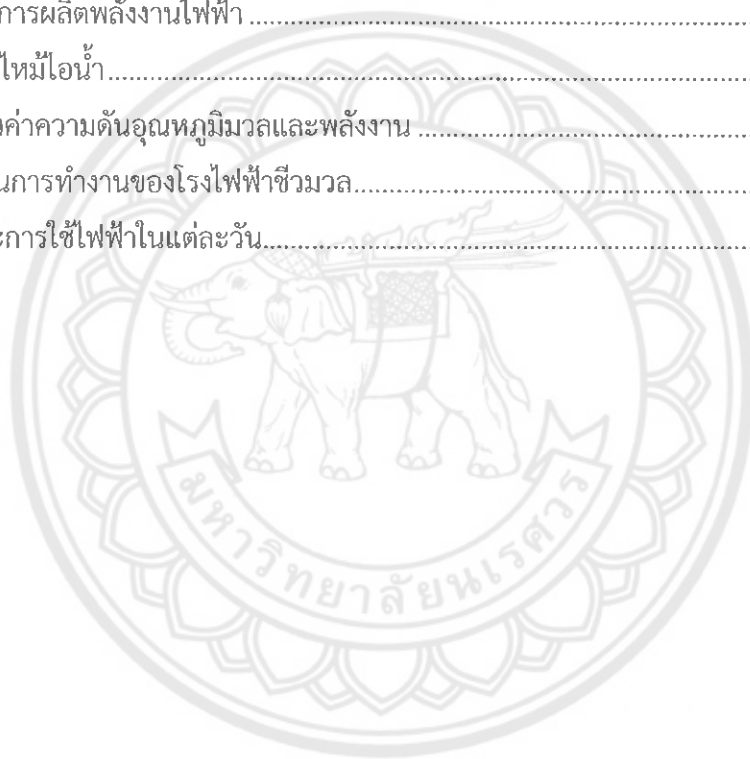 การผลิตพลังงานไฟฟ้า ........................................................................
ไหม้ไอน้ำ........................................................................
ค่าความดันอุณหภูมิมวลและพลังงาน ........................................................................
การทำงานของโรงไฟฟ้าชีวมวล........................................................................
การใช้ไฟฟ้าในแต่ละวัน........................................................................
มหาวิทยาลัยนเรศวร